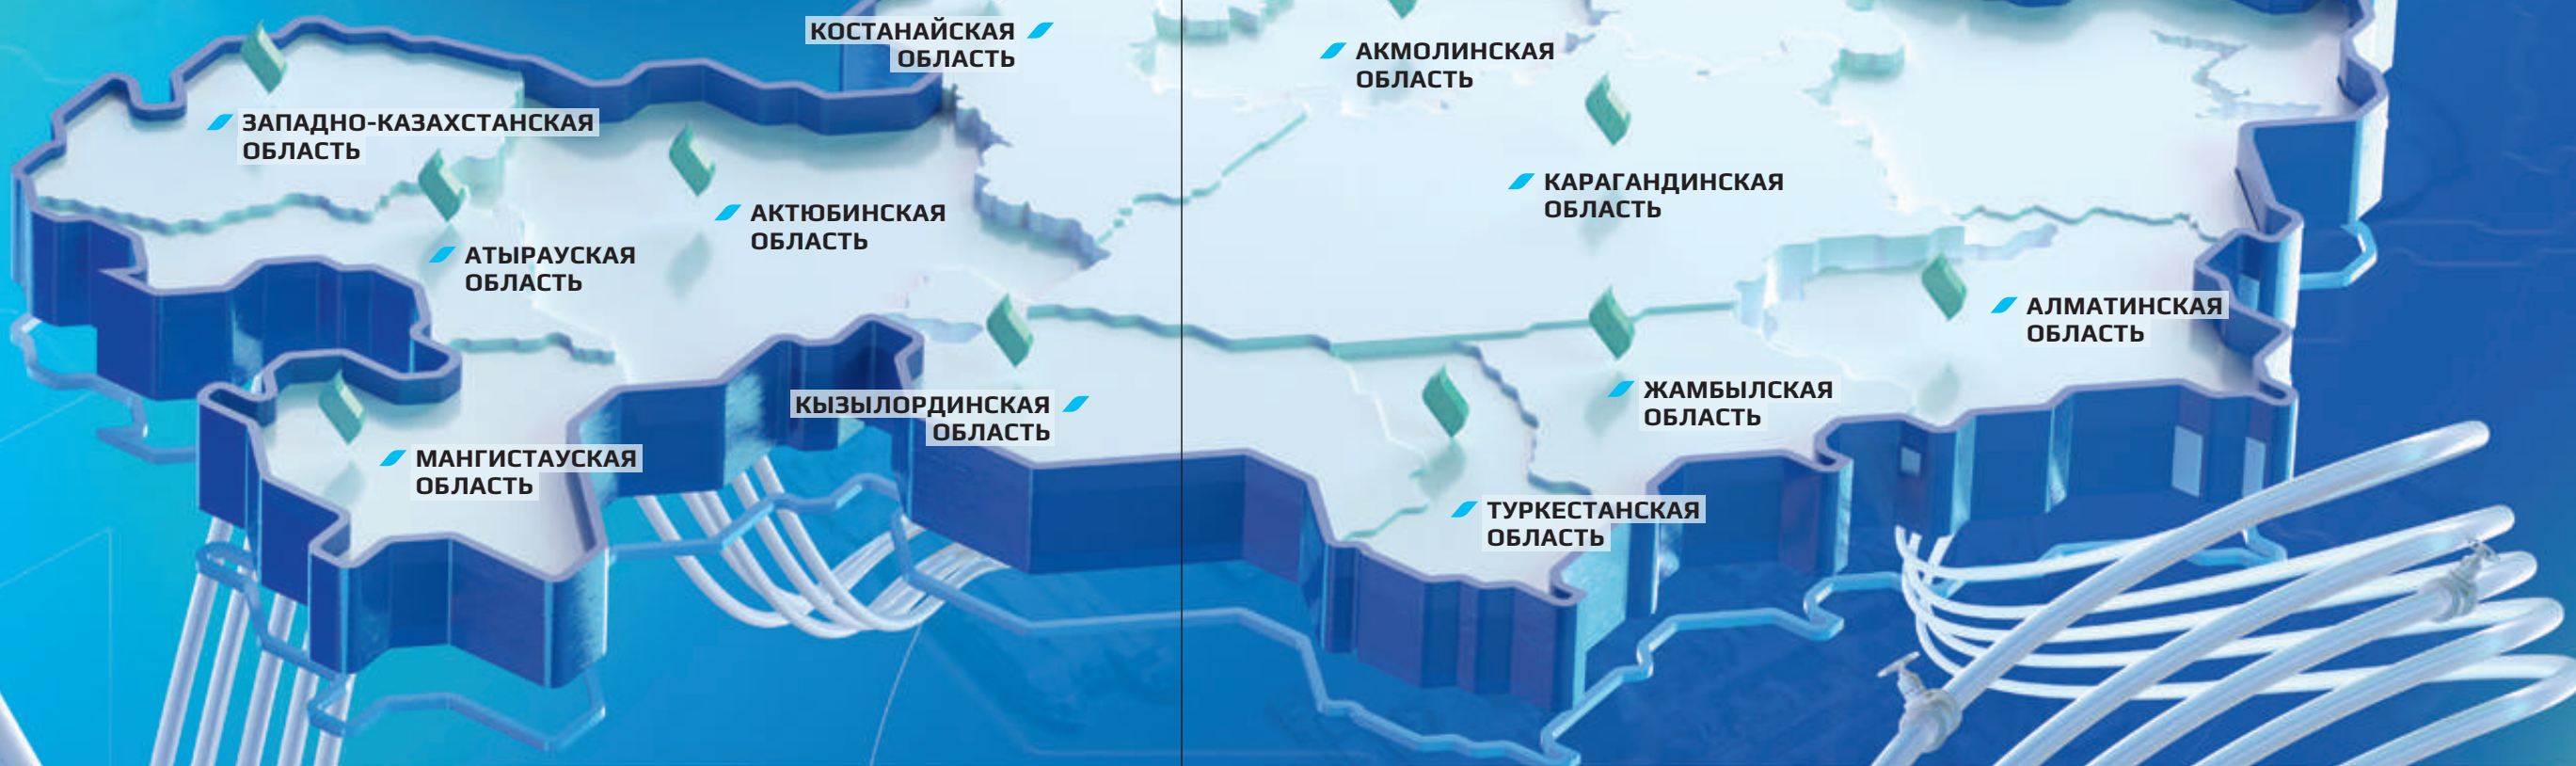 КОСТАНАЙСКАЯ
ОБЛАСТЬ
АКМОЛИНСКАЯ
ОБЛАСТЬ
ЗАПАДНО-КАЗАХСТАНСКАЯ
ОБЛАСТЬ
КАРАГАНДИНСКАЯ
ОБЛАСТЬ
АКТЮБИНСКАЯ
ОБЛАСТЬ
АТЫРАУСКАЯ
ОБЛАСТЬ
АЛМАТИНСКАЯ
ОБЛАСТЬ
КЫЗЫЛОРДИНСКАЯ
ОБЛАСТЬ
ЖАМБЫЛСКАЯ
ОБЛАСТЬ
МАНГИСТАУСКАЯ
ОБЛАСТЬ
ТУРКЕСТАНСКАЯ
ОБЛАСТЬ